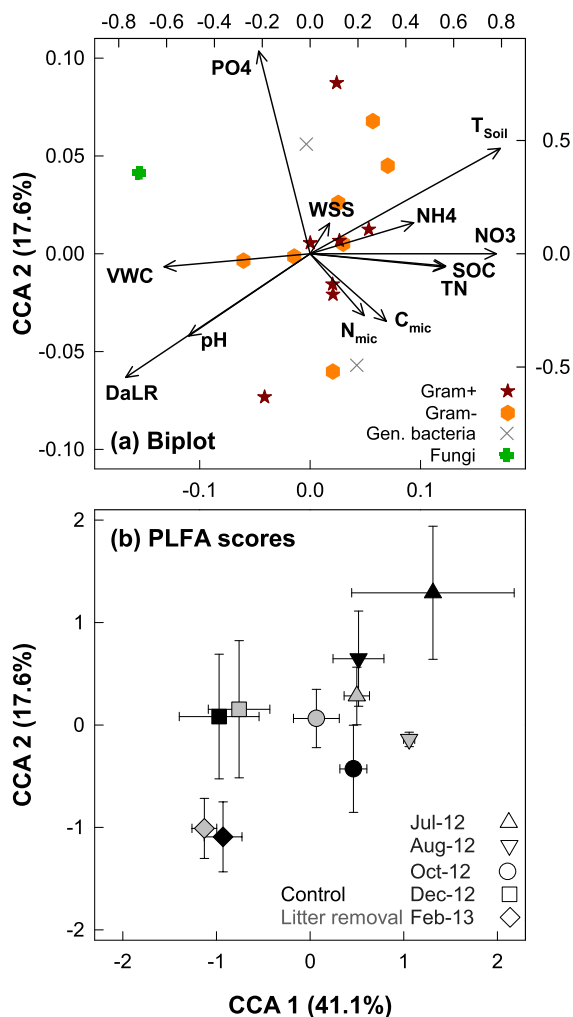 -0.8 -0.6 -0.4 -0.2 0.0 0.2 0.4 0.6 0.8
0.10
0.05
0.00
-0.05
-0.10
0.5
0.0
-0.5
CCA 2 (17.6%)
PO4
T Soil
WSS
NH4
NO3
VWC
SOC
TN
pH
N mic
C mic
DaLR
Gram+
Gram-
Gen. bacteria
Fungi
(a) Biplot
-0.1 0.0 0.1
(b) PLFA scores
2
1
0
-1
-2
CCA 2 (17.6%)
Jul-12
Aug-12
Oct-12
Control Dec-12
Litter removal Feb-13
-2 -1 0 1 2
CCA 1 (41.1%)